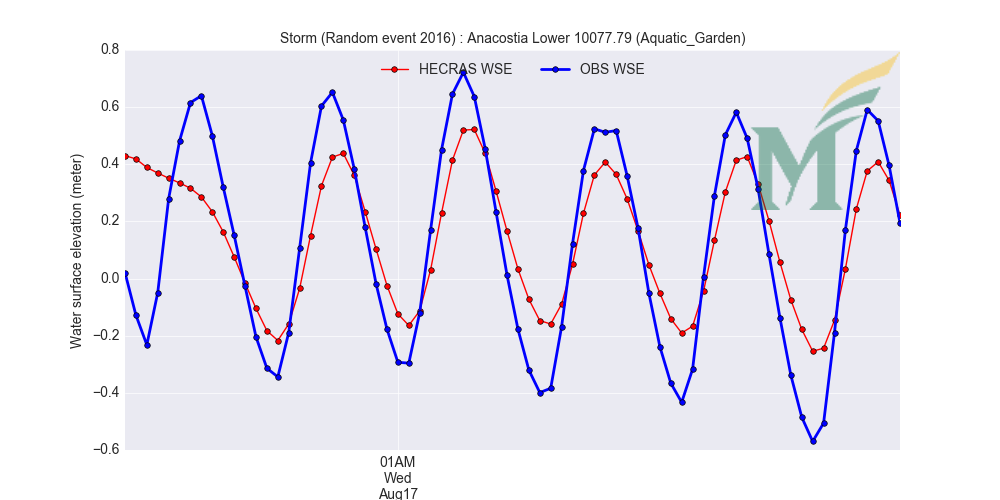 Storm (Random event 2016) : Anacostia Lower 10077.79 (Aquatic_Garden)
HECRAS WSE OBS WSE
Water surface elevation (meter)
0.8
0.6
0.4
0.2
0.0
−0.2
−0.4
−0.6
01AM
Wed
Aug17
M